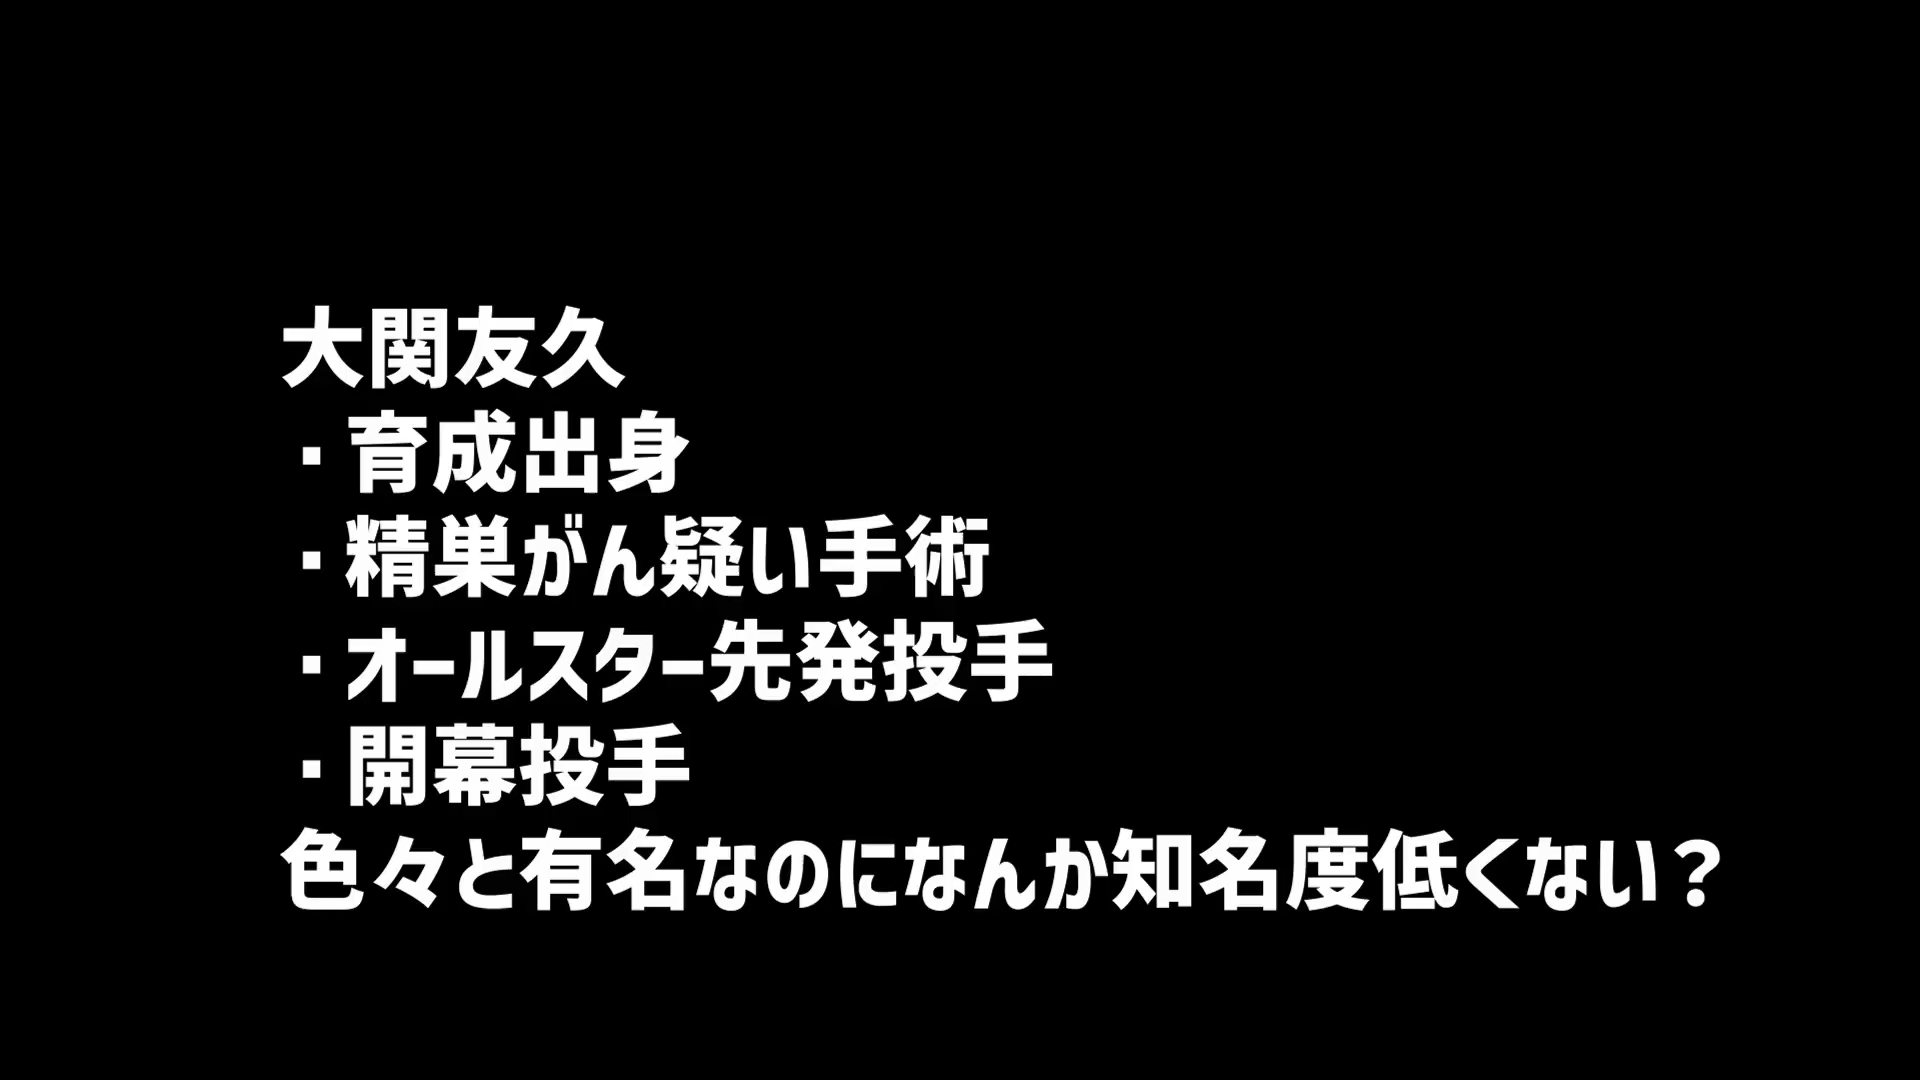 大関友久
・育成出身
・精巣がん疑い手術
・オールスター先発投手
・開幕投手
色々と有名なのになんか知名度低くない？